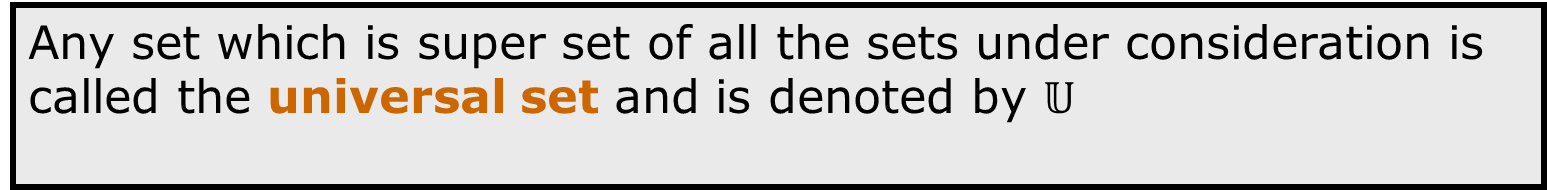 Any set which is super set of all the sets under consideration is
called the universal set and is denoted by 𝕌